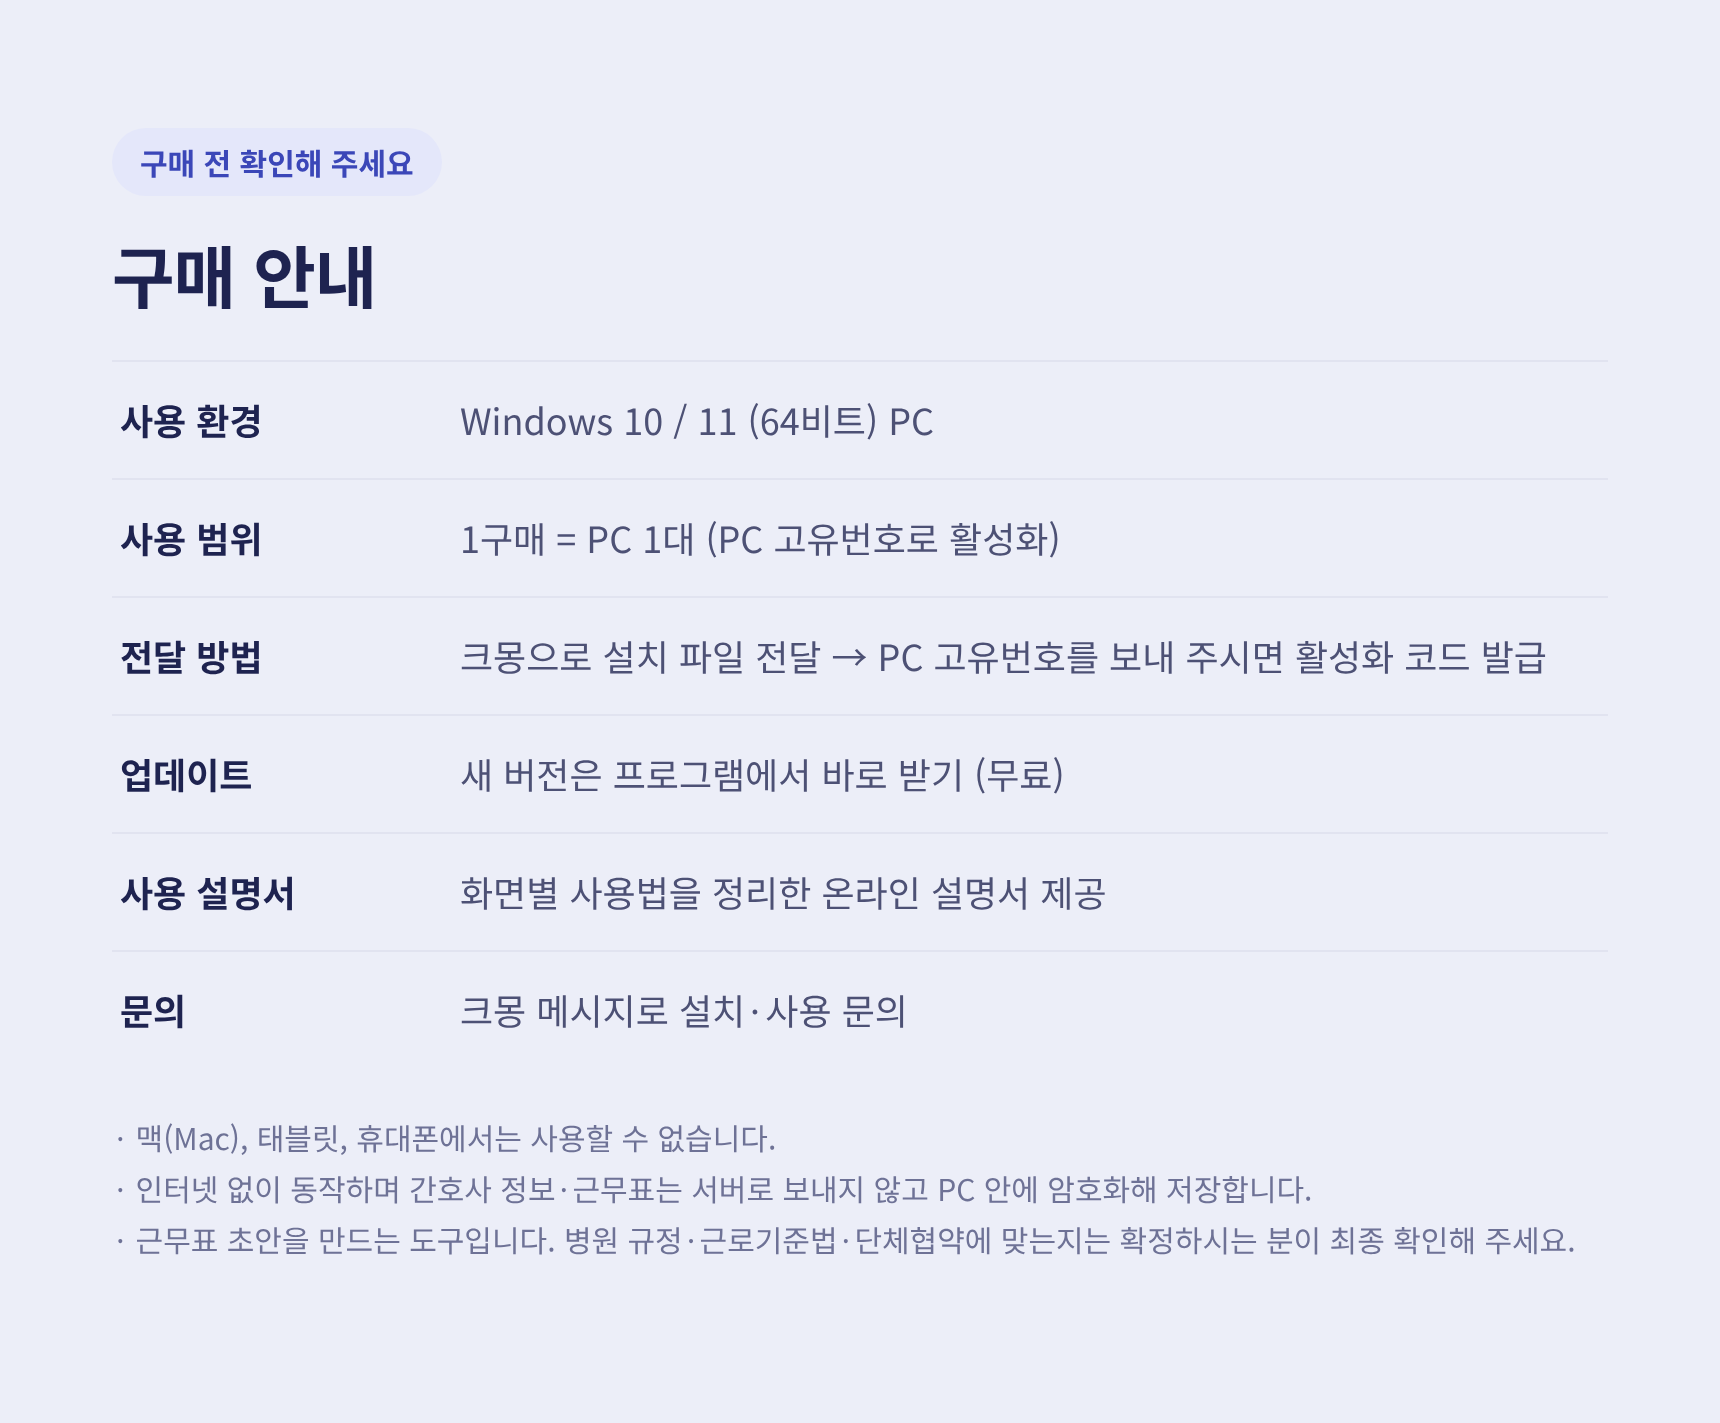 구매 전 확인해 주세요
구매 안내
사용 환경 Windows 10 / 11 (64비트) PC
사용 범위 1구매 = PC 1대 (PC 고유번호로 활성화)
전달 방법 크몽으로 설치 파일 전달 → PC 고유번호를 보내 주시면 활성화 코드 발급
업데이트 새 버전은 프로그램에서 바로 받기 (무료)
사용 설명서 화면별 사용법을 정리한 온라인 설명서 제공
문의 크몽 메시지로 설치·사용 문의
· 맥(Mac), 태블릿, 휴대폰에서는 사용할 수 없습니다.
· 인터넷 없이 동작하며 간호사 정보·근무표는 서버로 보내지 않고 PC 안에 암호화해 저장합니다.
· 근무표 초안을 만드는 도구입니다. 병원 규정·근로기준법·단체협약에 맞는지는 확정하시는 분이 최종 확인해 주세요.